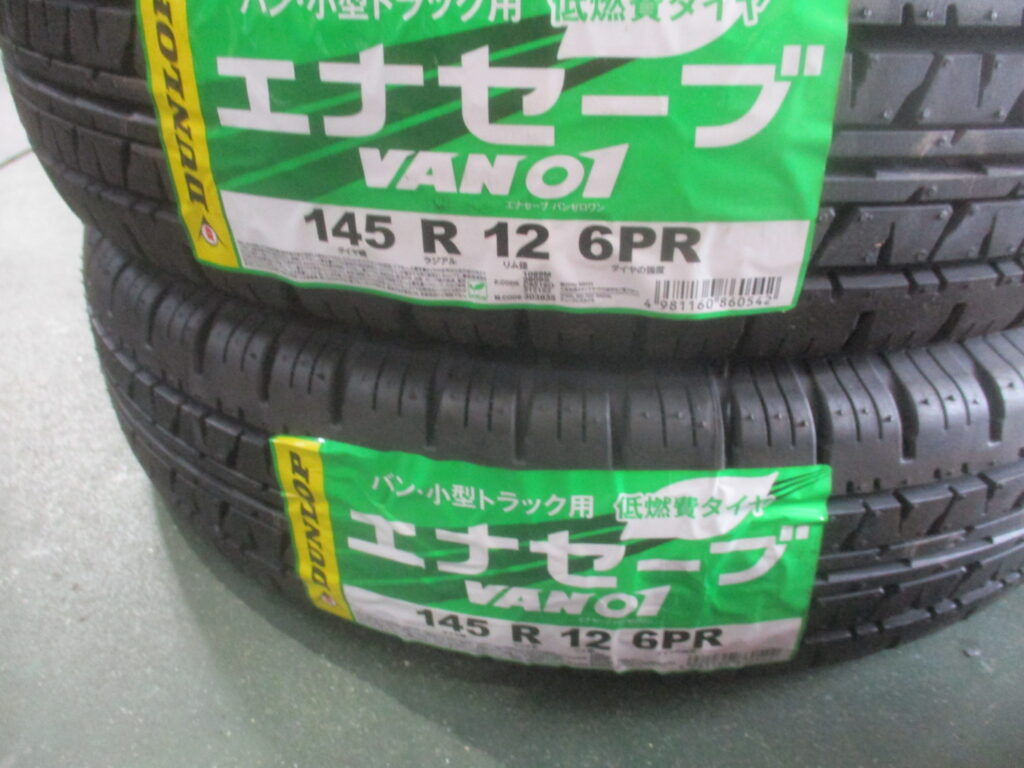 バン・小型トラック用 低燃費タイヤ
DUNLOP
エナセーブ
VAN01
エナセーブ バンゼロワン
145 R 12 6PR
タイヤ幅 ラジアル リム径 タイヤの強度
4 981160 860542
バン・小型トラック用 低燃費タイヤ
DUNLOP
エナセーブ
VAN01
145 R 12 6PR